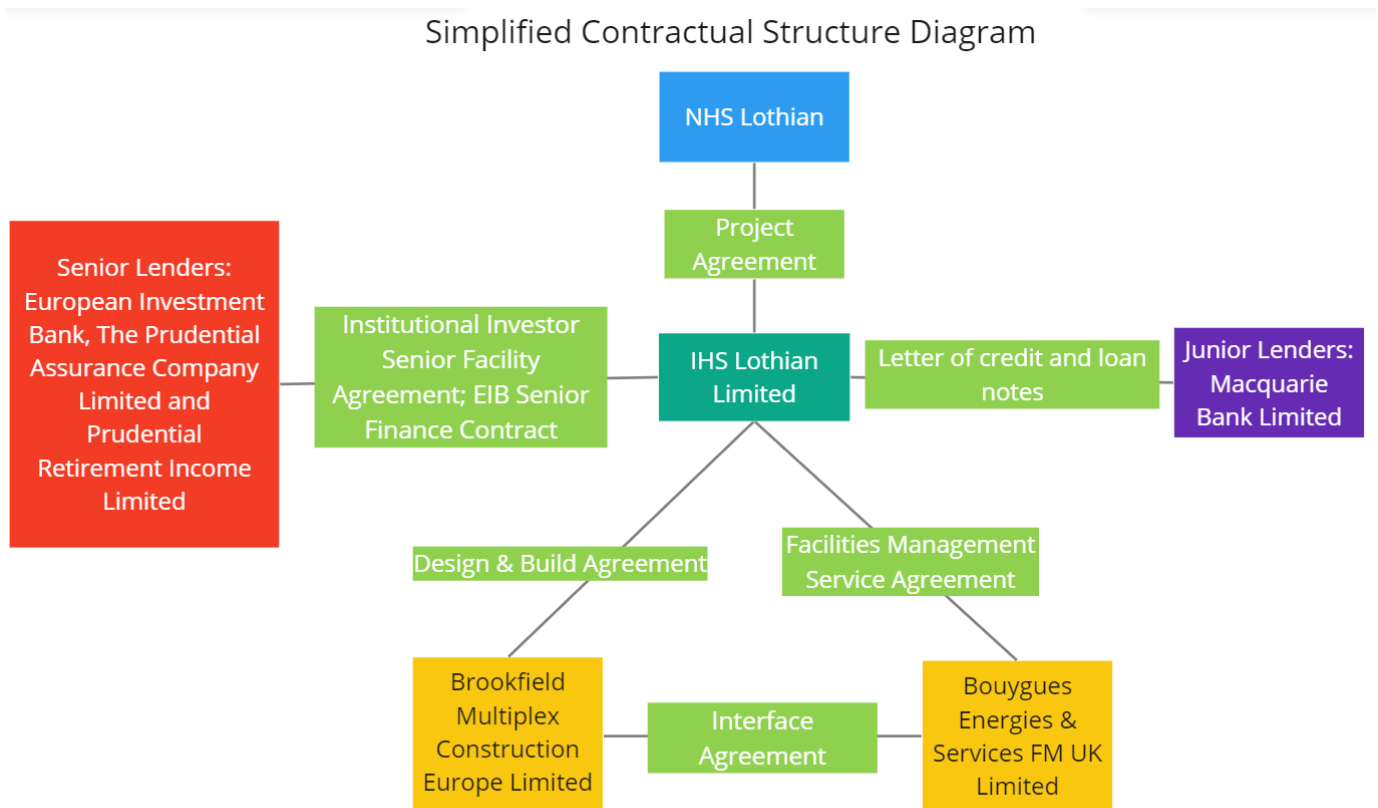 Simplified Contractual Structure Diagram
NHS Lothian
Project
Agreement
Senior Lenders:
European Investment
Bank, The Prudential
Assurance Company
Limited and
Prudential
Retirement Income
Limited
Institutional Investor
Senior Facility
Agreement; EIB Senior
Finance Contract
IHS Lothian
Limited
Letter of credit and loan
notes
Junior Lenders:
Macquarie
Bank Limited
Design & Build Agreement
Facilities Management
Service Agreement
Brookfield
Multiplex
Construction
Europe Limited
Interface
Agreement
Bouygues
Energies &
Services FM UK
Limited